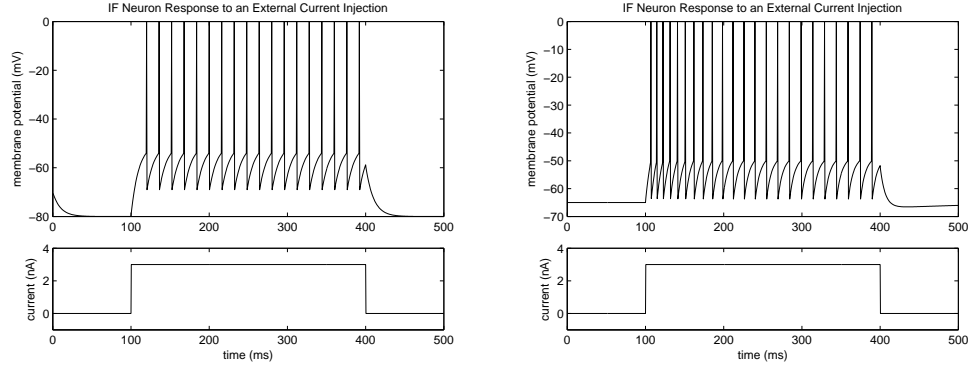 IF Neuron Response to an External Current Injection
0
−20
−40
−60
−80
membrane potential (mV)
0 100 200 300 400 500
4
2
0
current (nA)
0 100 200 300 400 500
time (ms)
IF Neuron Response to an External Current Injection
0
−10
−20
−30
−40
−50
−60
−70
membrane potential (mV)
0 100 200 300 400 500
4
2
0
current (nA)
0 100 200 300 400 500
time (ms)